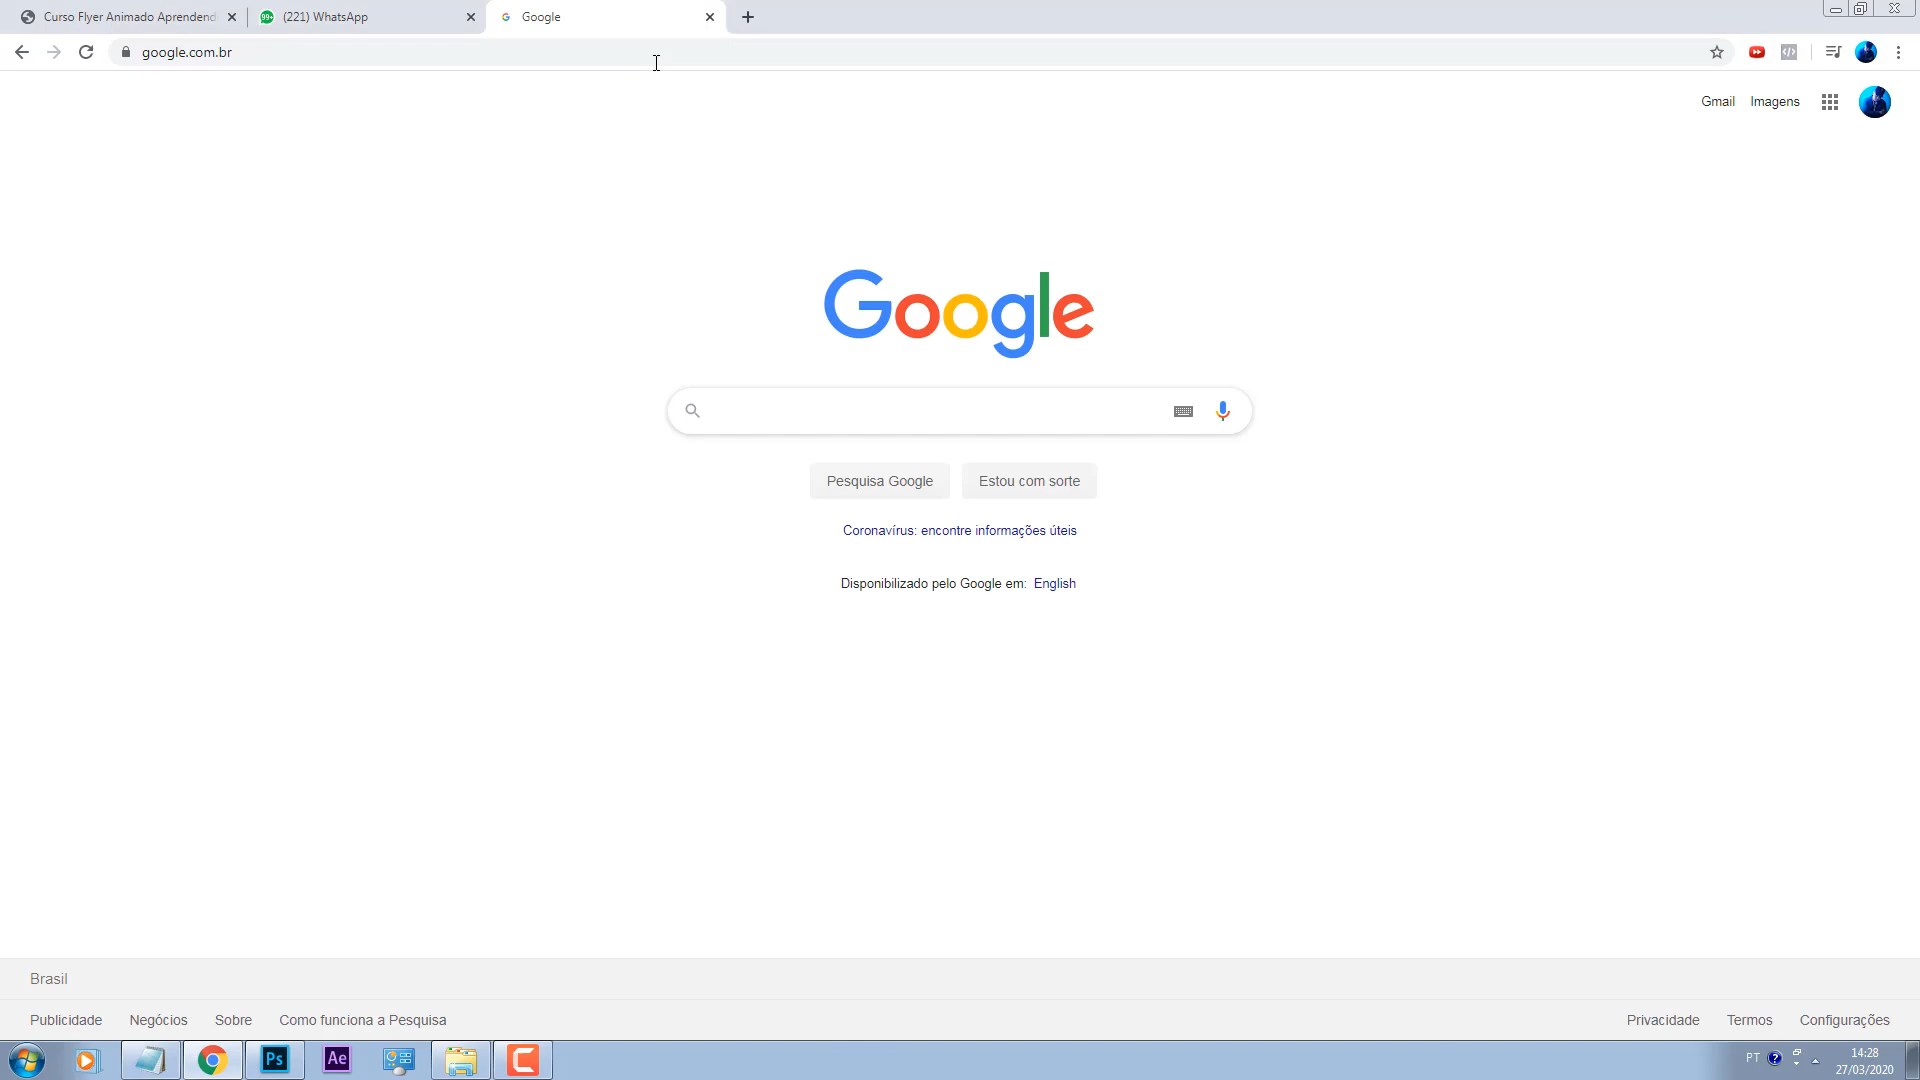 Curso Flyer Animado Aprendend
(221) WhatsApp
Google
google.com.br
Gmail Imagens
Google
Pesquisa Google Estou com sorte
Coronavírus: encontre informações úteis
Disponibilizado pelo Google em: English
Brasil
Publicidade Negócios Sobre Como funciona a Pesquisa Privacidade Termos Configurações
Ps Ae PT 14:28
27/03/2020